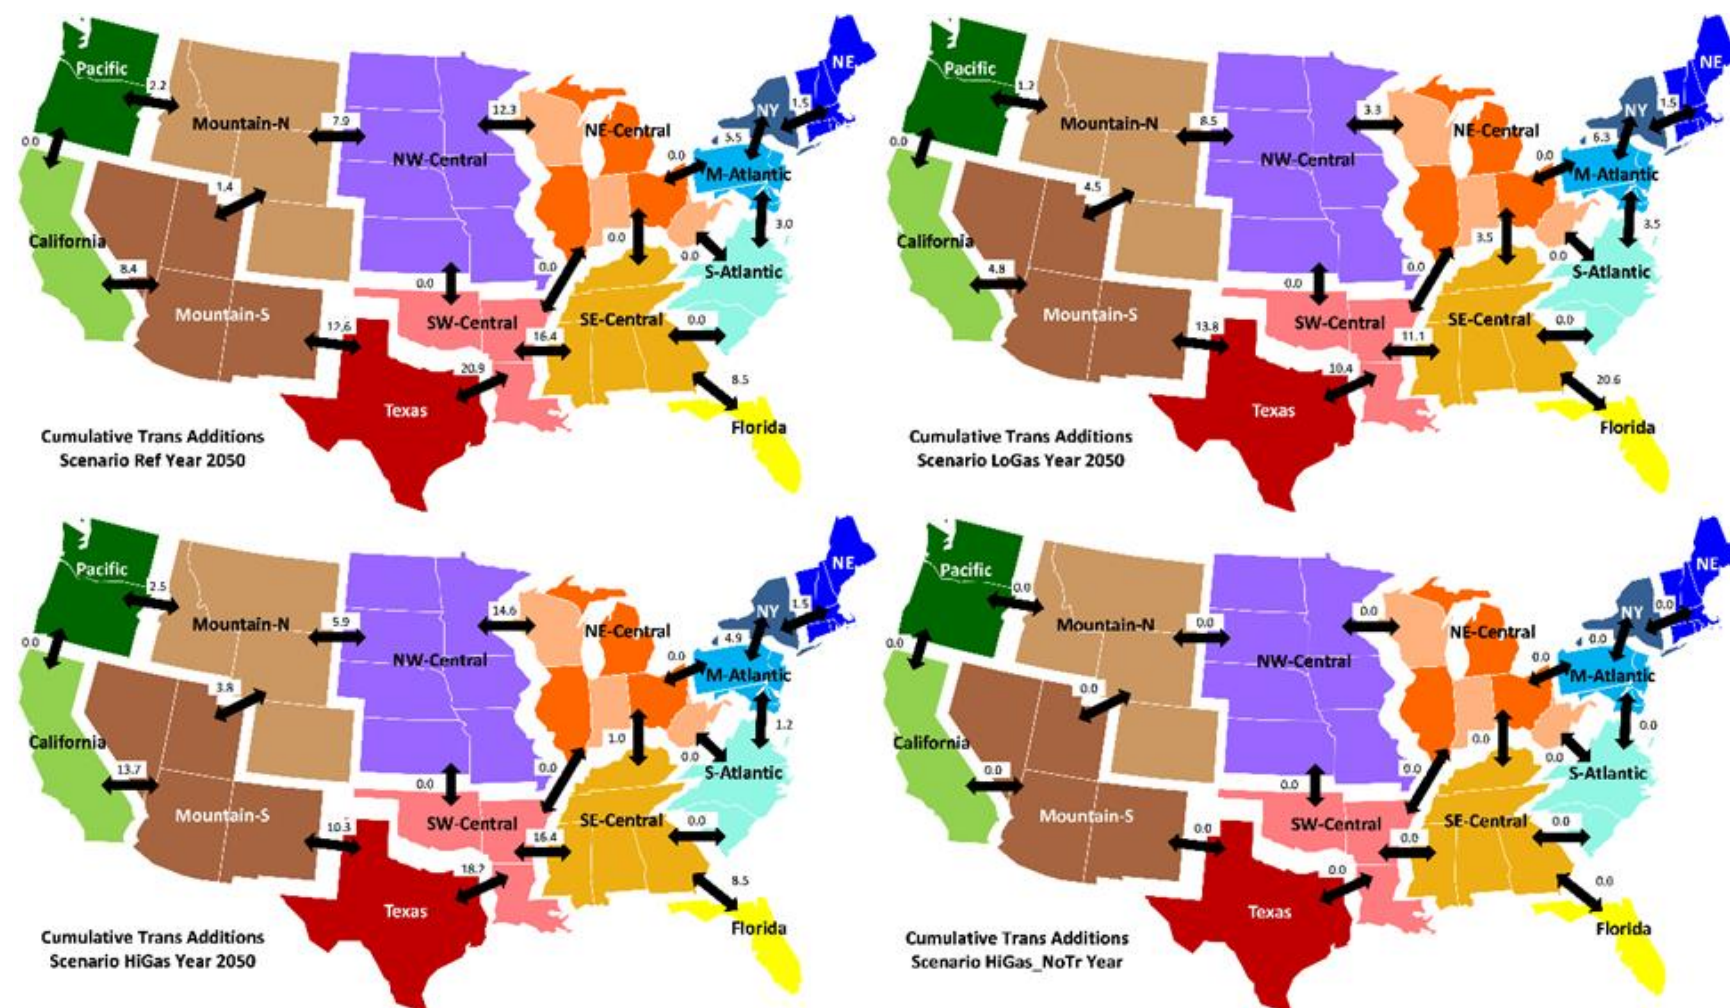 Pacific
2.2
Mountain-N
7.9
12.3
NW-Central
NE-Central
NE
NY
1.5
5.5
0.0
M-Atlantic
3.0
0.0
1.4
California
8.4
Mountain-S
12.6
0.0
0.0
0.0
0.0
S-Atlantic
SW-Central
16.4
SE-Central
0.0
20.9
Texas
8.5
Florida
Cumulative Trans Additions
Scenario Ref Year 2050
Pacific
1.2
Mountain-N
8.5
3.3
NW-Central
NE-Central
NE
NY
1.5
6.3
0.0
M-Atlantic
3.5
0.0
4.5
California
4.8
Mountain-S
13.8
0.0
0.0
3.5
0.0
S-Atlantic
SW-Central
11.1
SE-Central
0.0
10.4
Texas
20.6
Florida
Cumulative Trans Additions
Scenario LoGas Year 2050
Pacific
2.5
Mountain-N
5.9
14.6
NW-Central
NE-Central
NE
NY
1.5
4.9
0.0
M-Atlantic
1.2
0.0
3.8
California
13.7
Mountain-S
10.3
0.0
0.0
1.0
0.0
S-Atlantic
SW-Central
16.4
SE-Central
0.0
18.2
Texas
8.5
Florida
Cumulative Trans Additions
Scenario HiGas Year 2050
Pacific
0.0
Mountain-N
0.0
0.0
NW-Central
NE-Central
NE
NY
0.0
0.0
0.0
M-Atlantic
0.0
0.0
0.0
California
0.0
Mountain-S
0.0
0.0
0.0
0.0
0.0
S-Atlantic
SW-Central
0.0
SE-Central
0.0
0.0
Texas
0.0
Florida
Cumulative Trans Additions
Scenario HiGas_NoTr Year